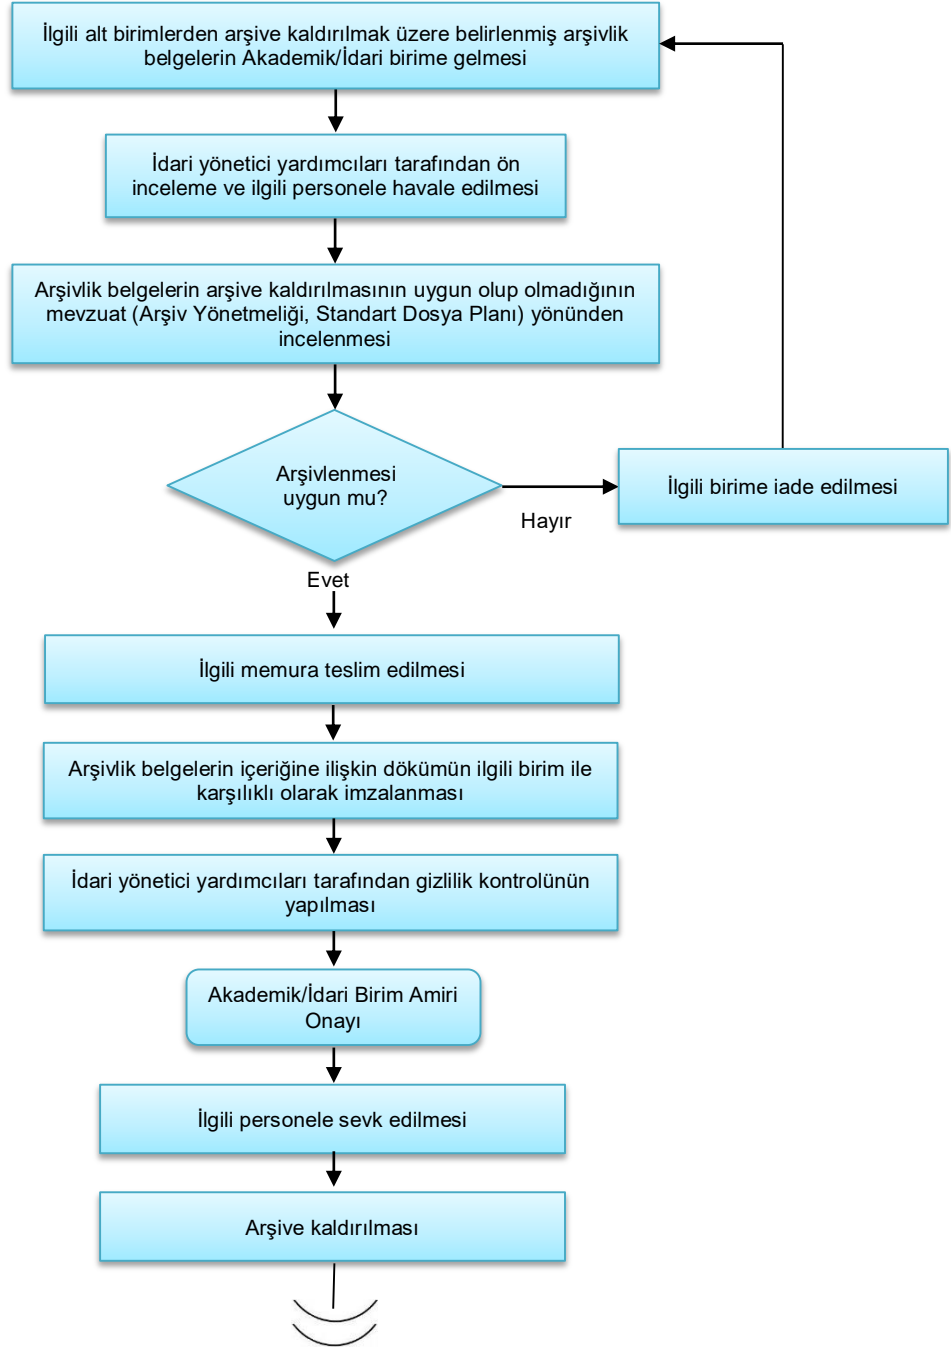 İlgili alt birimlerden arşive kaldırılmak üzere belirlenmiş arşivlik
belgelerin Akademik/İdari birime gelmesi
İdari yönetici yardımcıları tarafından ön
inceleme ve ilgili personele havale edilmesi
Arşivlik belgelerin arşive kaldırılmasının uygun olup olmadığının
mevzuat (Arşiv Yönetmeliği, Standart Dosya Planı) yönünden
incelenmesi
Arşivlenmesi
uygun mu?
İlgili birime iade edilmesi
Hayır
Evet
İlgili memura teslim edilmesi
Arşivlik belgelerin içeriğine ilişkin dökümün ilgili birim ile
karşılıklı olarak imzalanması
İdari yönetici yardımcıları tarafından gizlilik kontrolünün
yapılması
Akademik/İdari Birim Amiri
Onayı
İlgili personele sevk edilmesi
Arşive kaldırılması